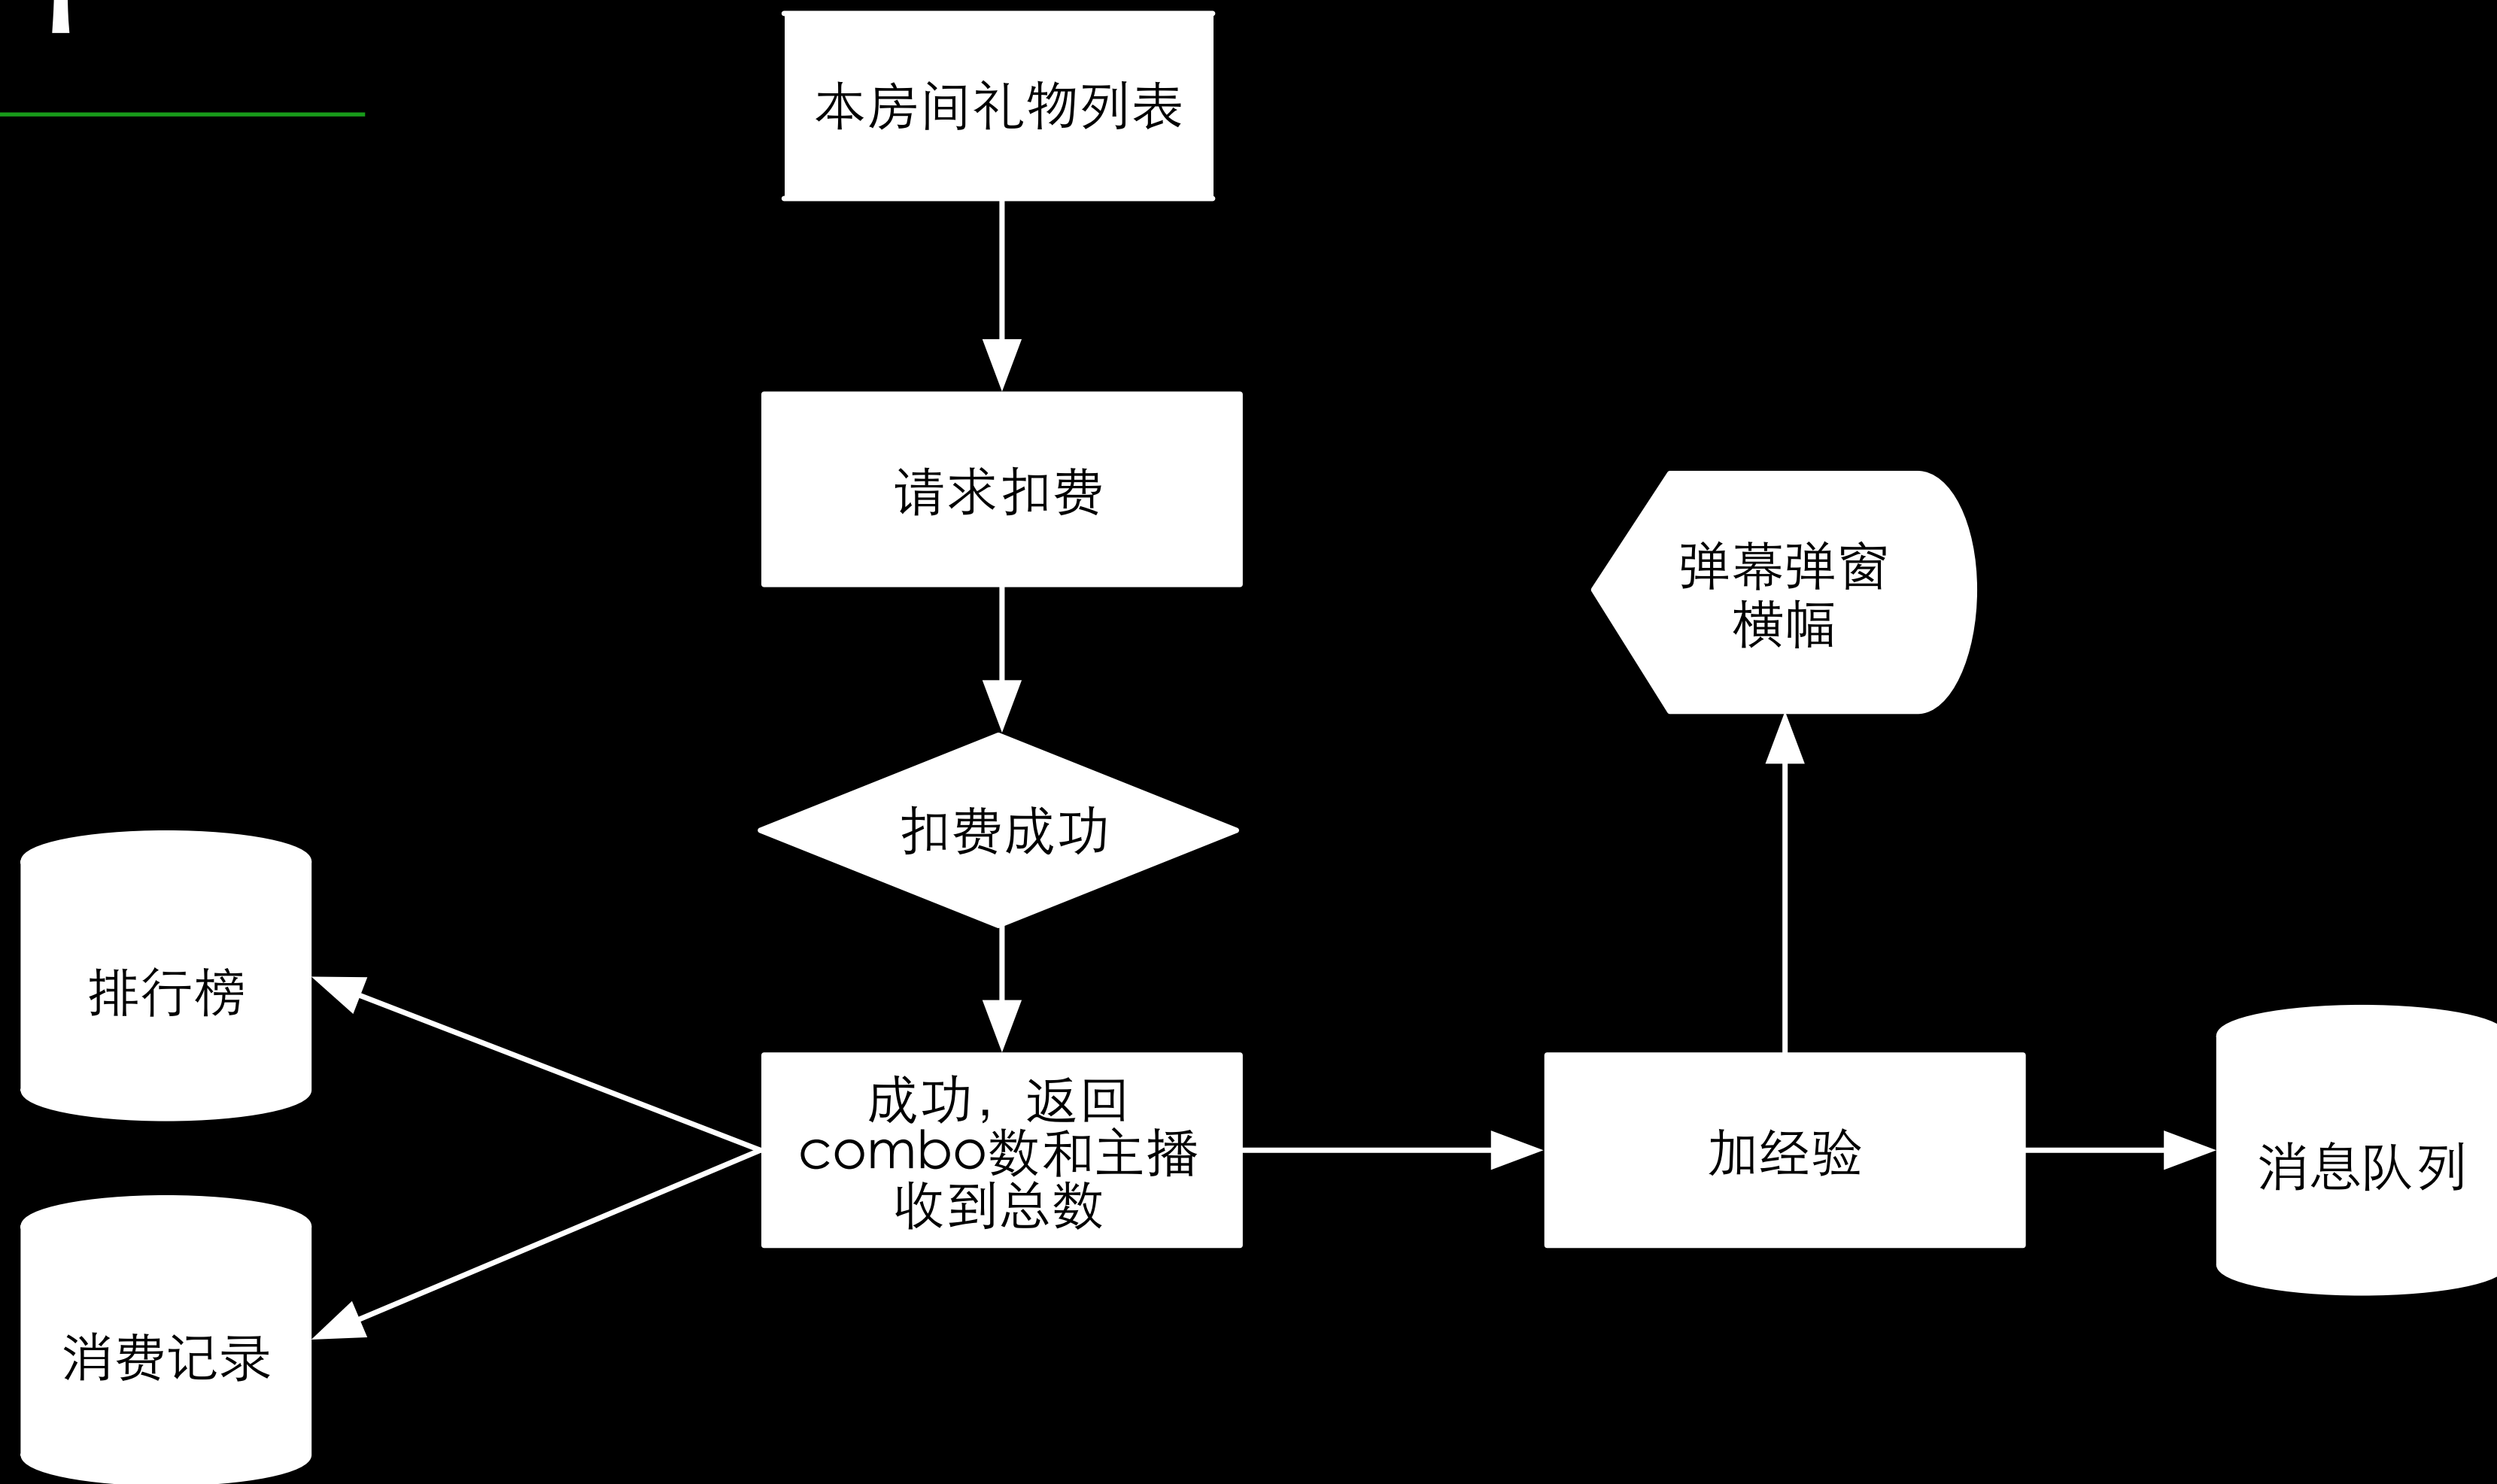 本房间礼物列表
请求扣费
弹幕弹窗
横幅
扣费成功
排行榜
成功，返回
combo数和主播
收到总数
加经验
消息队列
消费记录